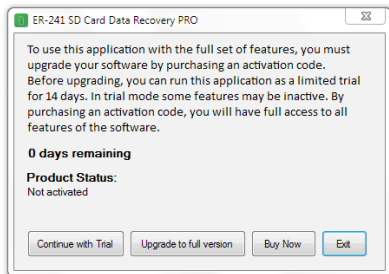 ER-241 SD Card Data Recovery PRO
To use this application with the full set of features, you must
upgrade your software by purchasing an activation code.
Before upgrading, you can run this application as a limited trial
for 14 days. In trial mode some features may be inactive. By
purchasing an activation code, you will have full access to all
features of the software.
0 days remaining
Product Status:
Not activated
Continue with Trial Upgrade to full version Buy Now Exit